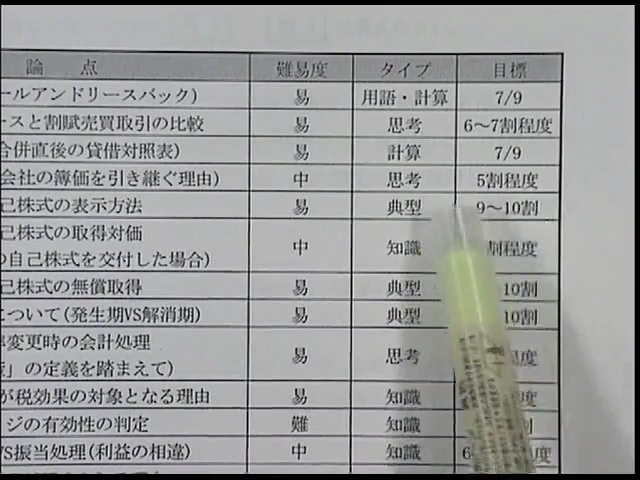 論 点 難易度 タイプ 目標
ールアンドリースバック) 易 用語・計算 7/9
ースと割賦売買取引の比較 易 思考 6～7割程度
合併直後の貸借対照表) 易 計算 7/9
会社の簿価を引き継ぐ理由) 中 思考 5割程度
己株式の表示方法 易 典型 9～10割
己株式の取得対価
の自己株式を交付した場合) 中 知識 割程度
己株式の無償取得 易 典型 10割
について(発生期VS解消期) 易 典型 10割
率変更時の会計処理
」の定義を踏まえて) 易 思考 度
が税効果の対象となる理由 易 知識 度
ジの有効性の判定 難 知識 割
VS振当処理(利益の相違) 中 知識 6 度